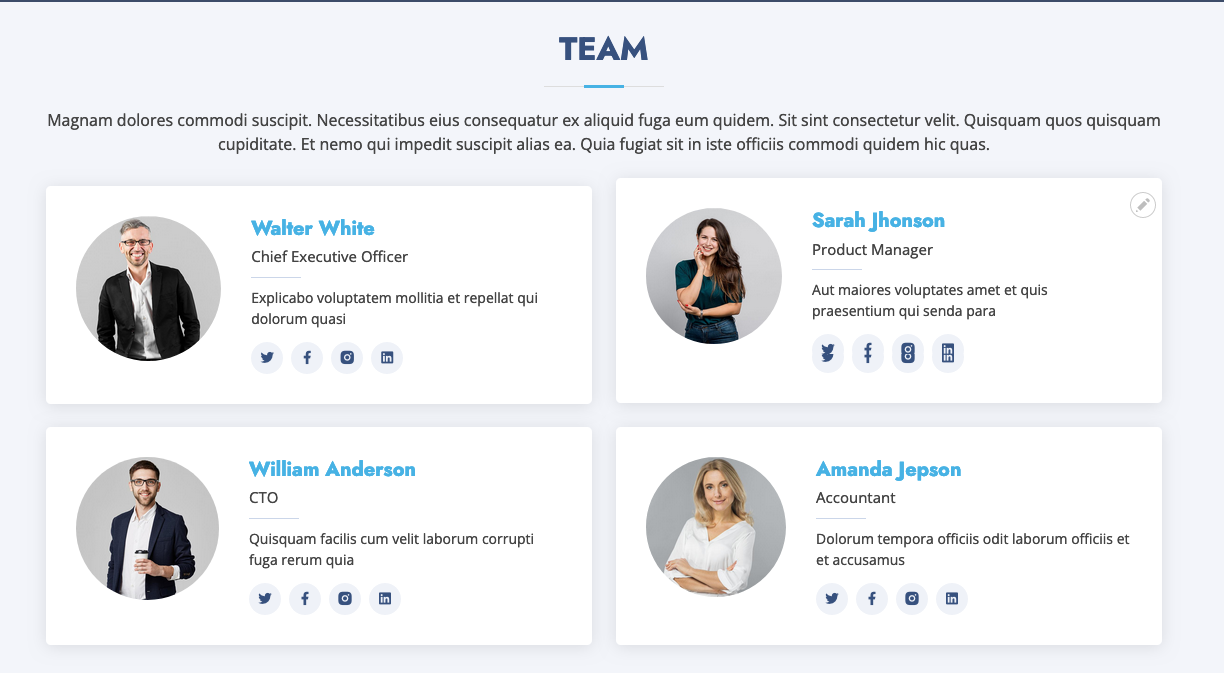 TEAM
Magnam dolores commodi suscipit. Necessitatibus eius consequatur ex aliquid fuga eum quidem. Sit sint consectetur velit. Quisquam quos quisquam
cupiditate. Et nemo qui impedit suscipit alias ea. Quia fugiat sit in iste officiis commodi quidem hic quas.
Walter White
Chief Executive Officer
Explicabo voluptatem mollitia et repellat qui
dolorum quasi
Sarah Jhonson
Product Manager
Aut maiores voluptates amet et quis
praesentium qui senda para
William Anderson
CTO
Quisquam facilis cum velit laborum corrupti
fuga rerum quia
Amanda Jepson
Accountant
Dolorum tempora officiis odit laborum officiis et
et accusamus